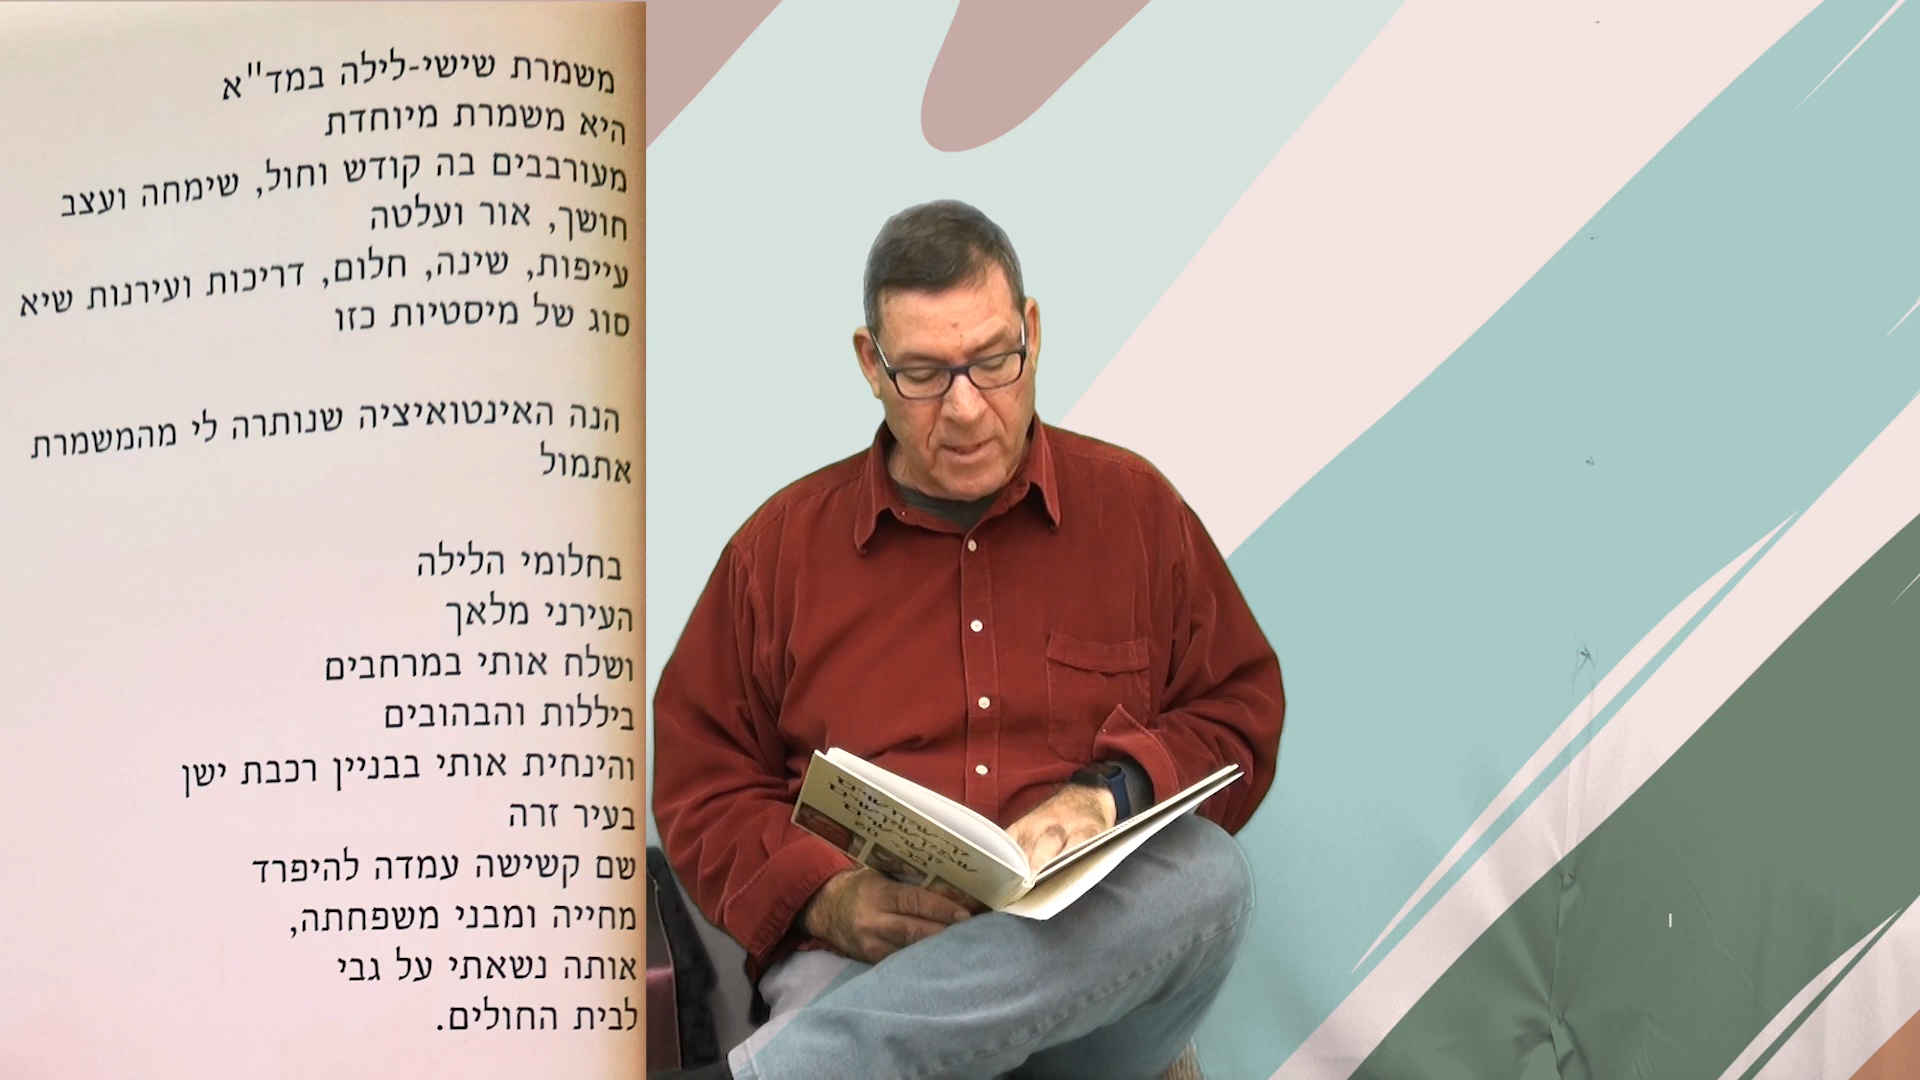 משמרת שישי-לילה במד"א
היא משמרת מיוחדת
מעורבבים בה קודש וחול, שימחה ועצב
חושך, אור ועלטה
עייפות, שינה, חלום, דריכות ועירנות שיא
סוג של מיסטיות כזו
הנה האינטואיציה שנותרה לי מהמשמרת
אתמול
בחלומי הלילה
העירני מלאך
ושלח אותי במרחבים
ביללות והבהובים
והינחית אותי בבניין רכבת ישן
בעיר זרה
שם קשישה עמדה להיפרד
מחייה ומבני משפחתה,
אותה נשאתי על גבי
לבית החולים.